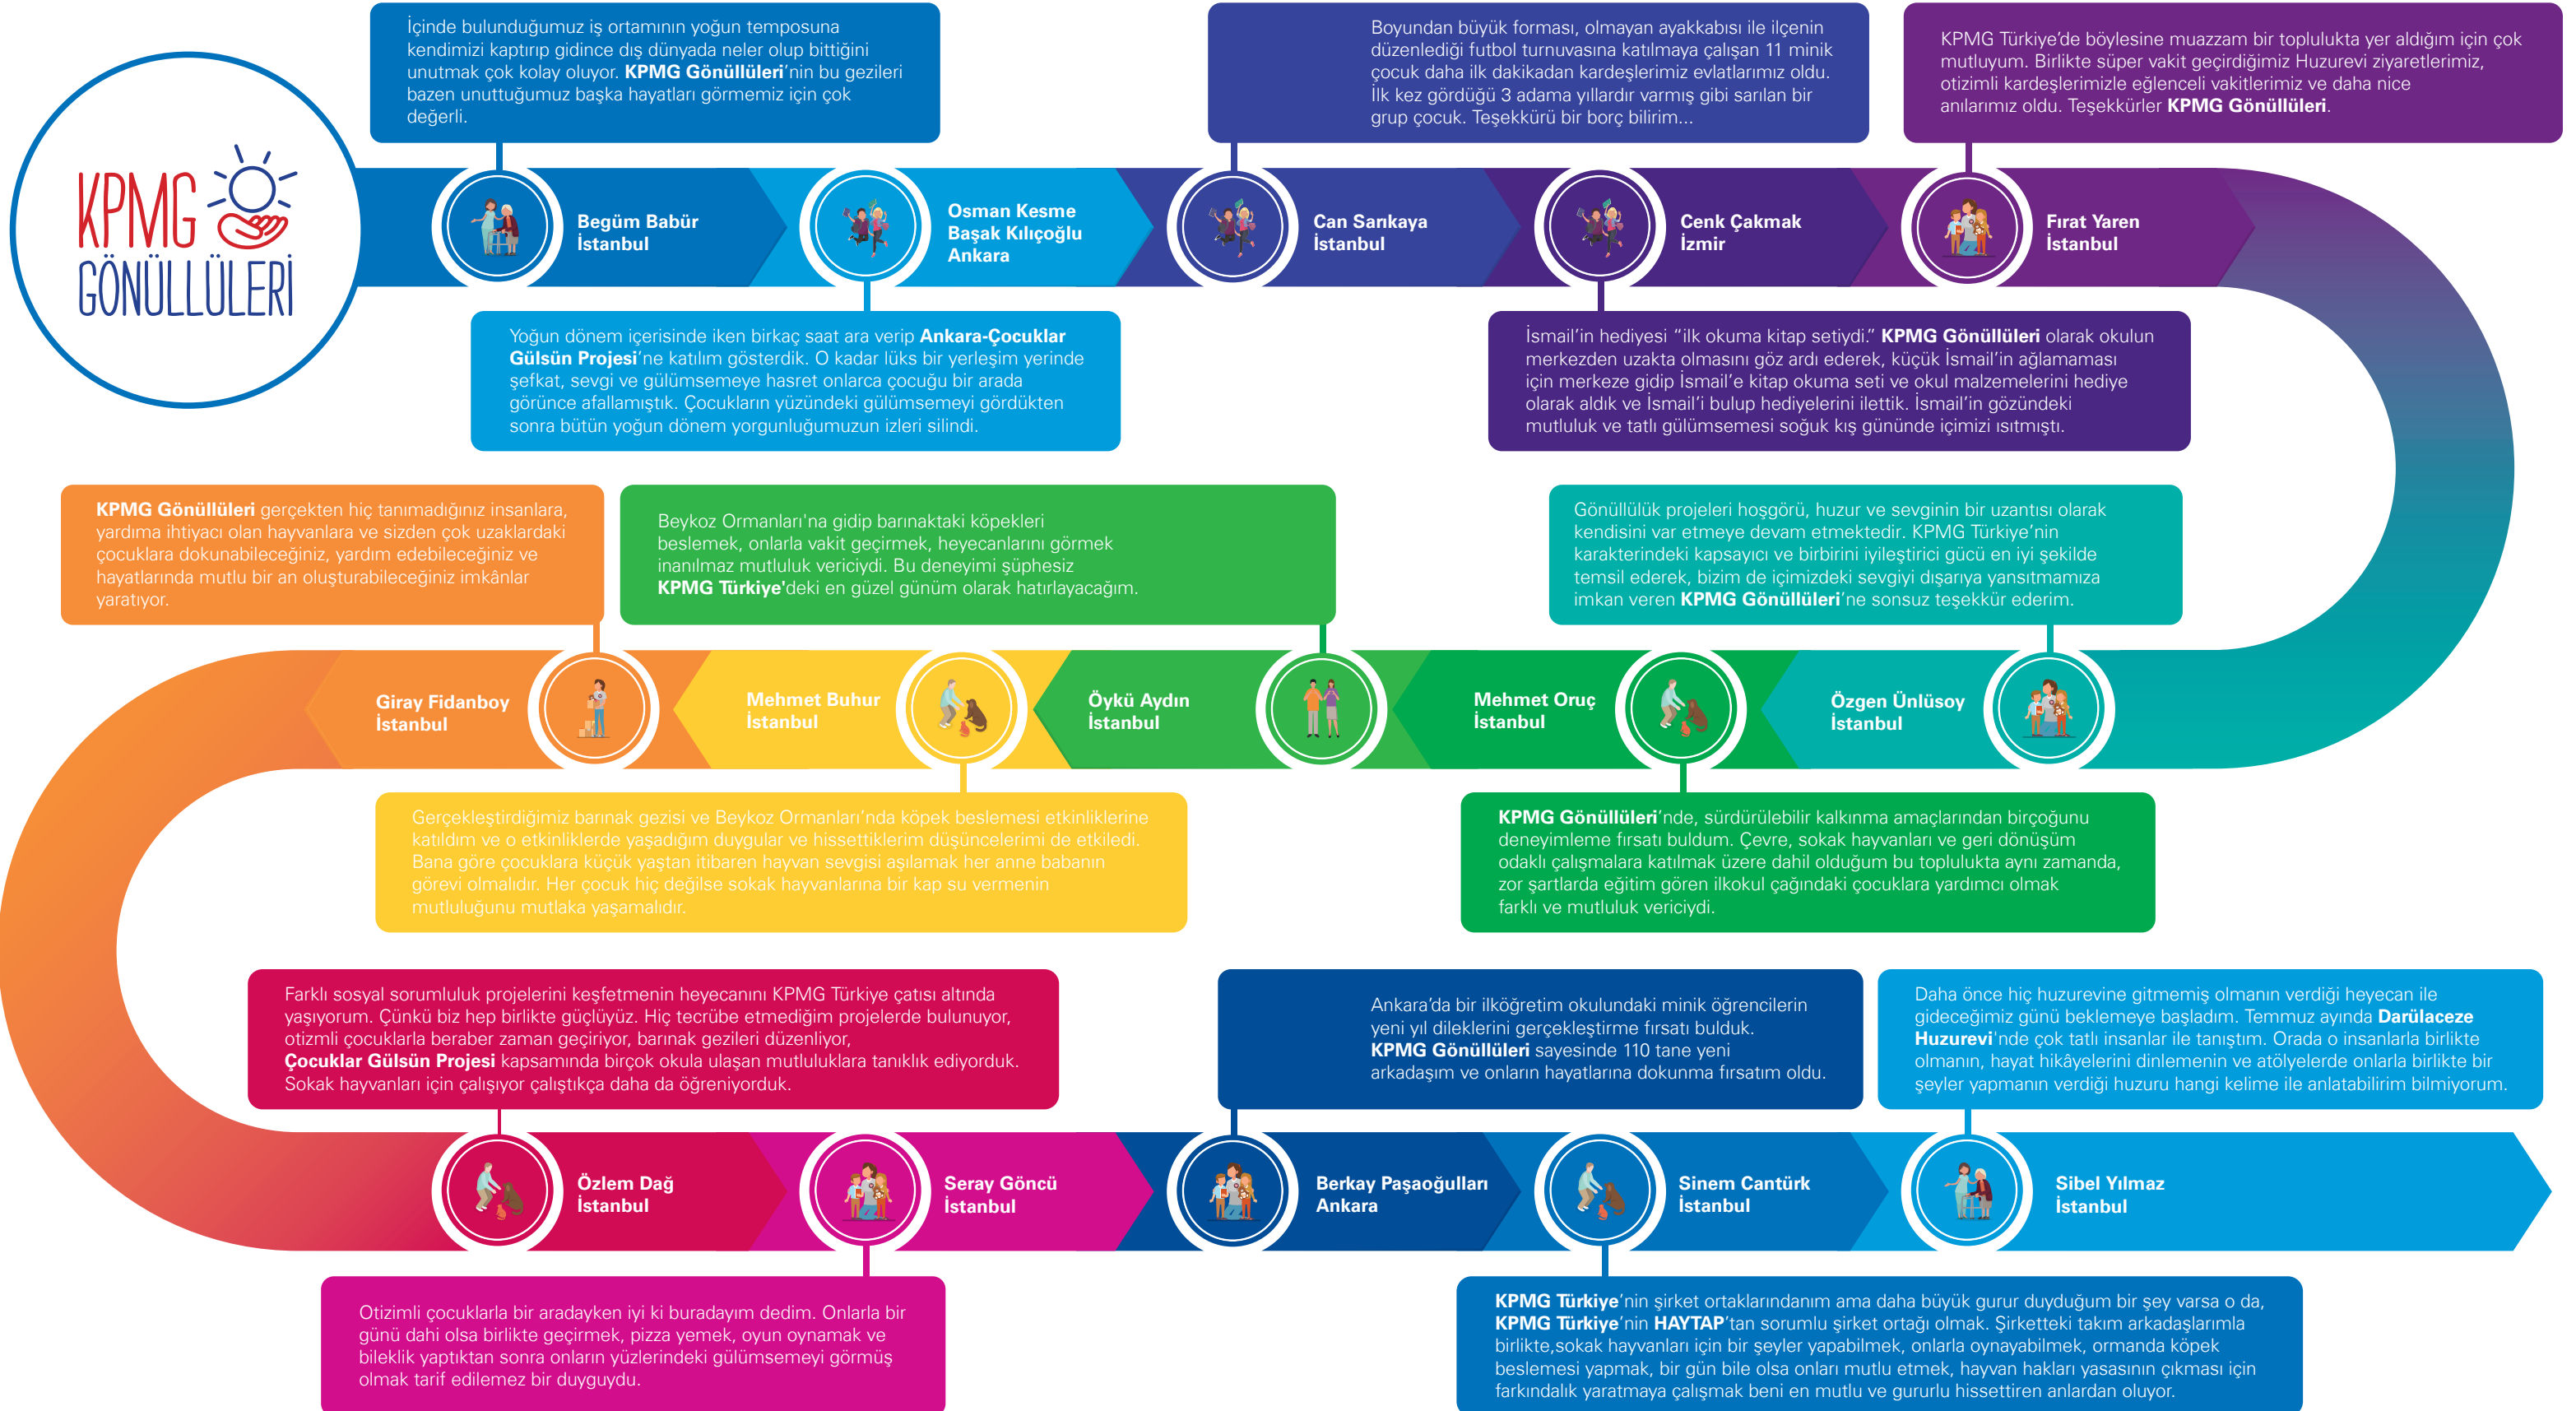 KPMG
GÖNÜLLÜLERİ
İçinde bulunduğumuz iş ortamının yoğun temposuna
kendimizi kaptırıp gidince dış dünyada neler olup bittiğini
unutmak çok kolay oluyor. KPMG Gönüllüleri’nin bu gezileri
bazen unuttuğumuz başka hayatları görmemiz için çok
değerli.
Begüm Babür
İstanbul
Osman Kesme
Başak Kılıçoğlu
Ankara
Yoğun dönem içerisinde iken birkaç saat ara verip Ankara-Çocuklar
Gülsün Projesi’ne katılım gösterdik. O kadar lüks bir yerleşim yerinde
şefkat, sevgi ve gülümsemeye hasret onlarca çocuğu bir arada
görünce afallamıştık. Çocukların yüzündeki gülümsemeyi gördükten
sonra bütün yoğun dönem yorgunluğumuzun izleri silindi.
Boyundan büyük forması, olmayan ayakkabısı ile ilçenin
düzenlediği futbol turnuvasına katılmaya çalışan 11 minik
çocuk daha ilk dakikadan kardeşlerimiz evlatlarımız oldu.
İlk kez gördüğü 3 adama yıllardır varmış gibi sarılan bir
grup çocuk. Teşekkürü bir borç bilirim...
Can Sarıkaya
İstanbul
Cenk Çakmak
İzmir
İsmail’in hediyesi “ilk okuma kitap setiydi.” KPMG Gönüllüleri olarak okulun
merkezden uzakta olmasını göz ardı ederek, küçük İsmail’in ağlamaması
için merkeze gidip İsmail’e kitap okuma seti ve okul malzemelerini hediye
olarak aldık ve İsmail’i bulup hediyelerini ilettik. İsmail’in gözündeki
mutluluk ve tatlı gülümsemesi soğuk kış gününde içimizi ısıtmıştı.
KPMG Türkiye’de böylesine muazzam bir toplulukta yer aldığım için çok
mutluyum. Birlikte süper vakit geçirdiğimiz Huzurevi ziyaretlerimiz,
otizimli kardeşlerimizle eğlenceli vakitlerimiz ve daha nice
anılarımız oldu. Teşekkürler KPMG Gönüllüleri.
Fırat Yaren
İstanbul
Gönüllülük projeleri hoşgörü, huzur ve sevginin bir uzantısı olarak
kendisini var etmeye devam etmektedir. KPMG Türkiye’nin
karakterindeki kapsayıcı ve birbirini iyileştirici gücü en iyi şekilde
temsil ederek, bizim de içimizdeki sevgiyi dışarıya yansıtmamıza
imkan veren KPMG Gönüllüleri’ne sonsuz teşekkür ederim.
Özgen Ünlüsoy
İstanbul
Mehmet Oruç
İstanbul
KPMG Gönüllüleri’nde, sürdürülebilir kalkınma amaçlarından birçoğunu
deneyimleme fırsatı buldum. Çevre, sokak hayvanları ve geri dönüşüm
odaklı çalışmalara katılmak üzere dahil olduğum bu toplulukta aynı zamanda,
zor şartlarda eğitim gören ilkokul çağındaki çocuklara yardımcı olmak
farklı ve mutluluk vericiydi.
Beykoz Ormanları'na gidip barınaktaki köpekleri
beslemek, onlarla vakit geçirmek, heyecanlarını görmek
inanılmaz mutluluk vericiydi. Bu deneyimi şüphesiz
KPMG Türkiye'deki en güzel günüm olarak hatırlayacağım.
Öykü Aydın
İstanbul
Mehmet Buhur
İstanbul
Gerçekleştirdiğimiz barınak gezisi ve Beykoz Ormanları’nda köpek beslemesi etkinliklerine
katıldım ve o etkinliklerde yaşadığım duygular ve hissettiklerim düşüncelerimi de etkiledi.
Bana göre çocuklara küçük yaştan itibaren hayvan sevgisi aşılamak her anne babanın
görevi olmalıdır. Her çocuk hiç değilse sokak hayvanlarına bir kap su vermenin
mutluluğunu mutlaka yaşamalıdır.
KPMG Gönüllüleri gerçekten hiç tanımadığınız insanlara,
yardıma ihtiyacı olan hayvanlara ve sizden çok uzaklardaki
çocuklara dokunabileceğiniz, yardım edebileceğiniz ve
hayatlarında mutlu bir an oluşturabileceğiniz imkânlar
yaratıyor.
Giray Fidanboy
İstanbul
Farklı sosyal sorumluluk projelerini keşfetmenin heyecanını KPMG Türkiye çatısı altında
yaşıyorum. Çünkü biz hep birlikte güçlüyüz. Hiç tecrübe etmediğim projelerde bulunuyor,
otizmli çocuklarla beraber zaman geçiriyor, barınak gezileri düzenliyor,
Çocuklar Gülsün Projesi kapsamında birçok okula ulaşan mutluluklara tanıklık ediyorduk.
Sokak hayvanları için çalışıyor çalıştıkça daha da öğreniyorduk.
Özlem Dağ
İstanbul
Seray Göncü
İstanbul
Otizimli çocuklarla bir aradayken iyi ki buradayım dedim. Onlarla bir
günü dahi olsa birlikte geçirmek, pizza yemek, oyun oynamak ve
bileklik yaptıktan sonra onların yüzlerindeki gülümsemeyi görmüş
olmak tarif edilemez bir duyguydu.
Ankara’da bir ilköğretim okulundaki minik öğrencilerin
yeni yıl dileklerini gerçekleştirme fırsatı bulduk.
KPMG Gönüllüleri sayesinde 110 tane yeni
arkadaşım ve onların hayatlarına dokunma fırsatım oldu.
Berkay Paşaoğulları
Ankara
Sinem Cantürk
İstanbul
KPMG Türkiye’nin şirket ortaklarındanım ama daha büyük gurur duyduğum bir şey varsa o da,
KPMG Türkiye’nin HAYTAP’tan sorumlu şirket ortağı olmak. Şirketteki takım arkadaşlarımla
birlikte,sokak hayvanları için bir şeyler yapabilmek, onlarla oynayabilmek, ormanda köpek
beslemesi yapmak, bir gün bile olsa onları mutlu etmek, hayvan hakları yasasının çıkması için
farkındalık yaratmaya çalışmak beni en mutlu ve gururlu hissettiren anlardan oluyor.
Daha önce hiç huzurevine gitmemiş olmanın verdiği heyecan ile
gideceğimiz günü beklemeye başladım. Temmuz ayında Darülaceze
Huzurevi'nde çok tatlı insanlar ile tanıştım. Orada o insanlarla birlikte
olmanın, hayat hikâyelerini dinlemenin ve atölyelerde onlarla birlikte bir
şeyler yapmanın verdiği huzuru hangi kelime ile anlatabilirim bilmiyorum.
Sibel Yılmaz
İstanbul